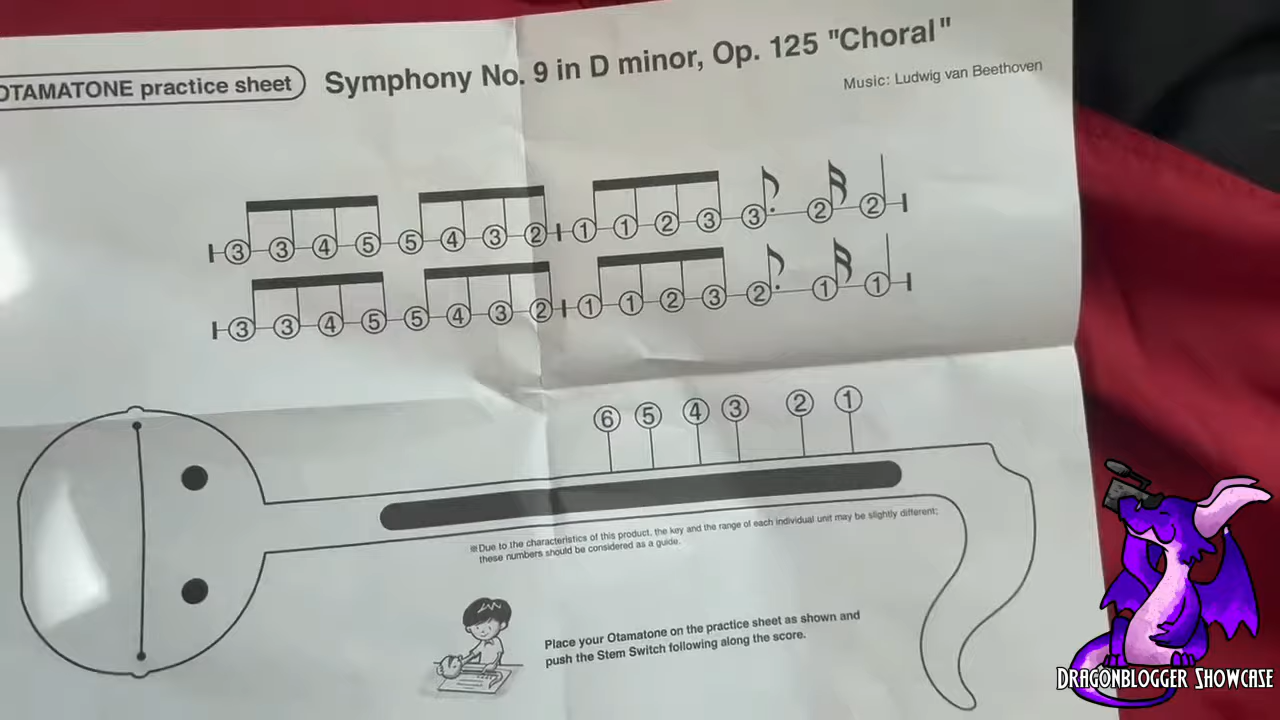 OTAMATONE practice sheet
Symphony No. 9 in D minor, Op. 125 "Choral"
Music: Ludwig van Beethoven
3 3 4 5 5 4 3 2 1 1 2 3 3 2 2
3 3 4 5 5 4 3 2 1 1 2 3 2 1 1
6 5 4 3 2 1
※Due to the characteristics of this product, the key and the range of each individual unit may be slightly different;
these numbers should be considered as a guide.
Place your Otamatone on the practice sheet as shown and
push the Stem Switch following along the score.
DRAGONBLOGGER SHOWCASE